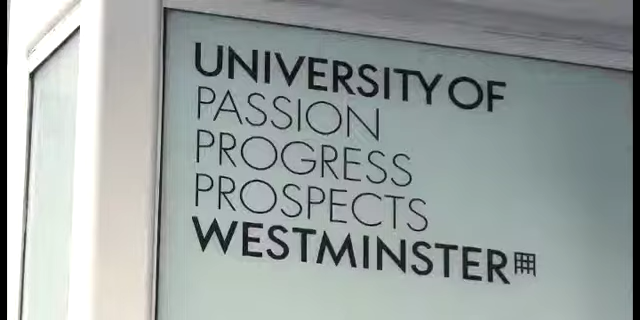 UNIVERSITY OF
PASSION
PROGRESS
PROSPECTS
WESTMINSTER